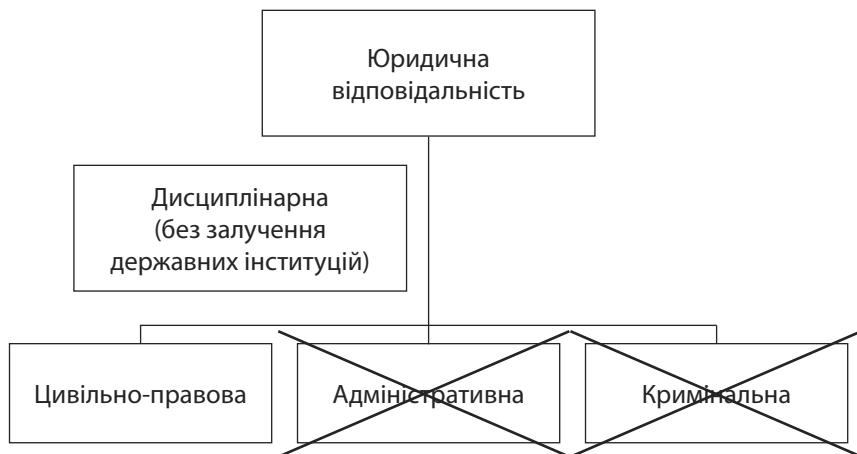 Юридична
відповідальність
Дисциплінарна
(без залучення
державних інституцій)
Цивільно-правова
Адміністративна
Кримінальна